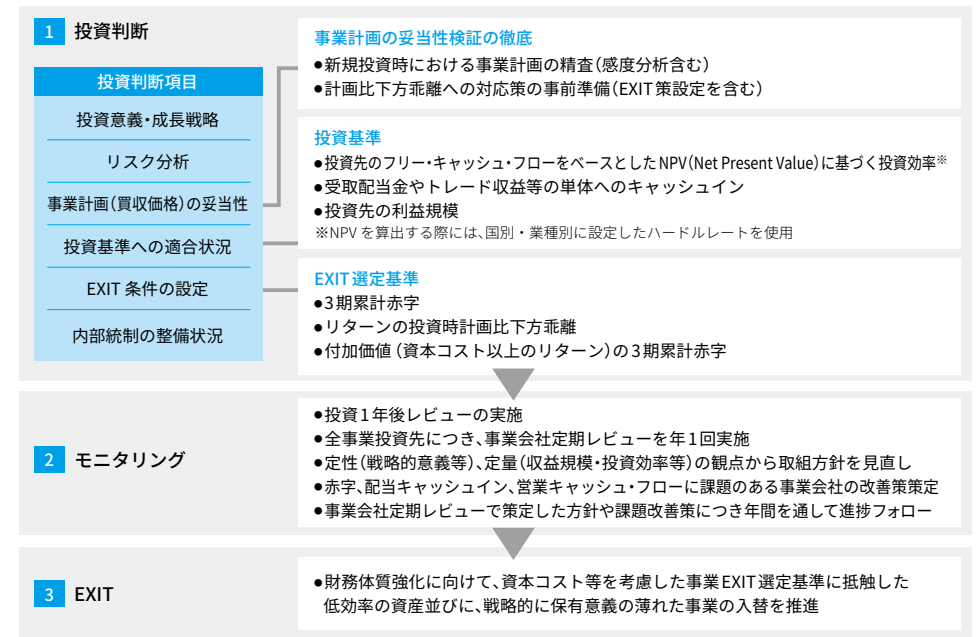 1 投資判断
投資判断項目
投資意義・成長戦略
リスク分析
事業計画(買収価格)の妥当性
投資基準への適合状況
EXIT 条件の設定
内部統制の整備状況
事業計画の妥当性検証の徹底
●新規投資時における事業計画の精査(感度分析含む)
●計画比下方乖離への対応策の事前準備(EXIT策設定を含む)
投資基準
●投資先のフリー・キャッシュ・フローをベースとしたNPV(Net Present Value)に基づく投資効率※
●受取配当金やトレード収益等の単体へのキャッシュイン
●投資先の利益規模
※NPV を算出する際には、国別・業種別に設定したハードルレートを使用
EXIT選定基準
●3期累計赤字
●リターンの投資時計画比下方乖離
●付加価値(資本コスト以上のリターン)の3期累計赤字
2 モニタリング
●投資1年後レビューの実施
●全事業投資先につき、事業会社定期レビューを年1回実施
●定性(戦略的意義等)、定量(収益規模・投資効率等)の観点から取組方針を見直し
●赤字、配当キャッシュイン、営業キャッシュ・フローに課題のある事業会社の改善策策定
●事業会社定期レビューで策定した方針や課題改善策につき年間を通して進捗フォロー
3 EXIT
●財務体質強化に向けて、資本コスト等を考慮した事業EXIT選定基準に抵触した
低効率の資産並びに、戦略的に保有意義の薄れた事業の入替を推進